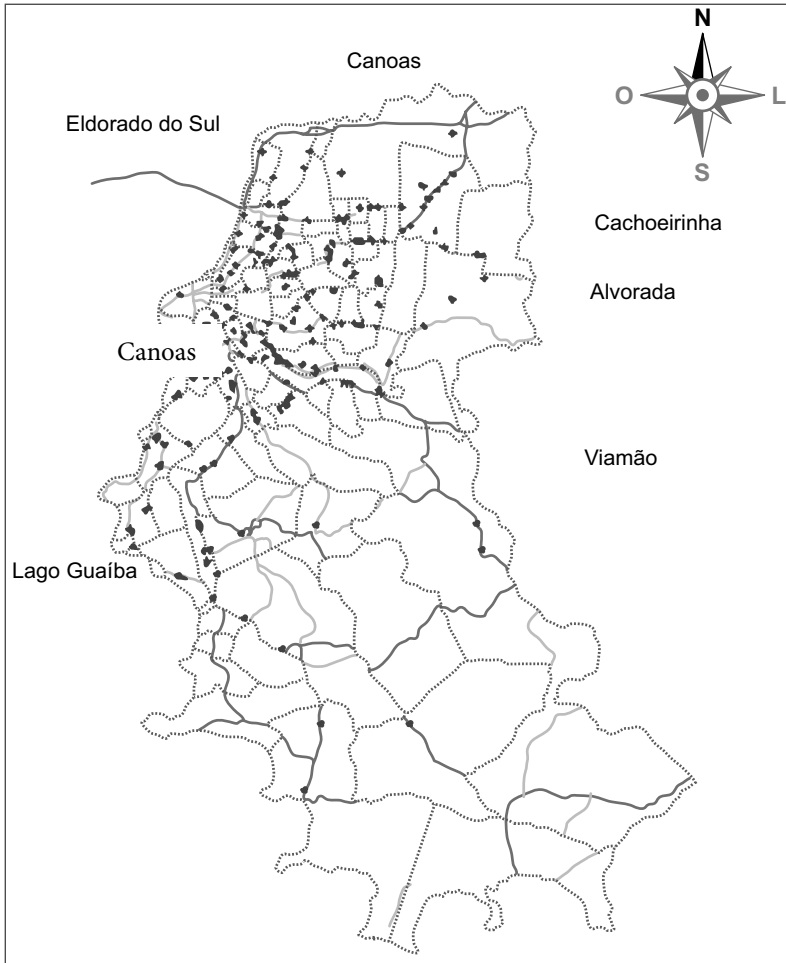 N
Canoas
O
L
Eldorado do Sul
S
Cachoeirinha
Alvorada
Canoas
Viamão
Lago Guaíba